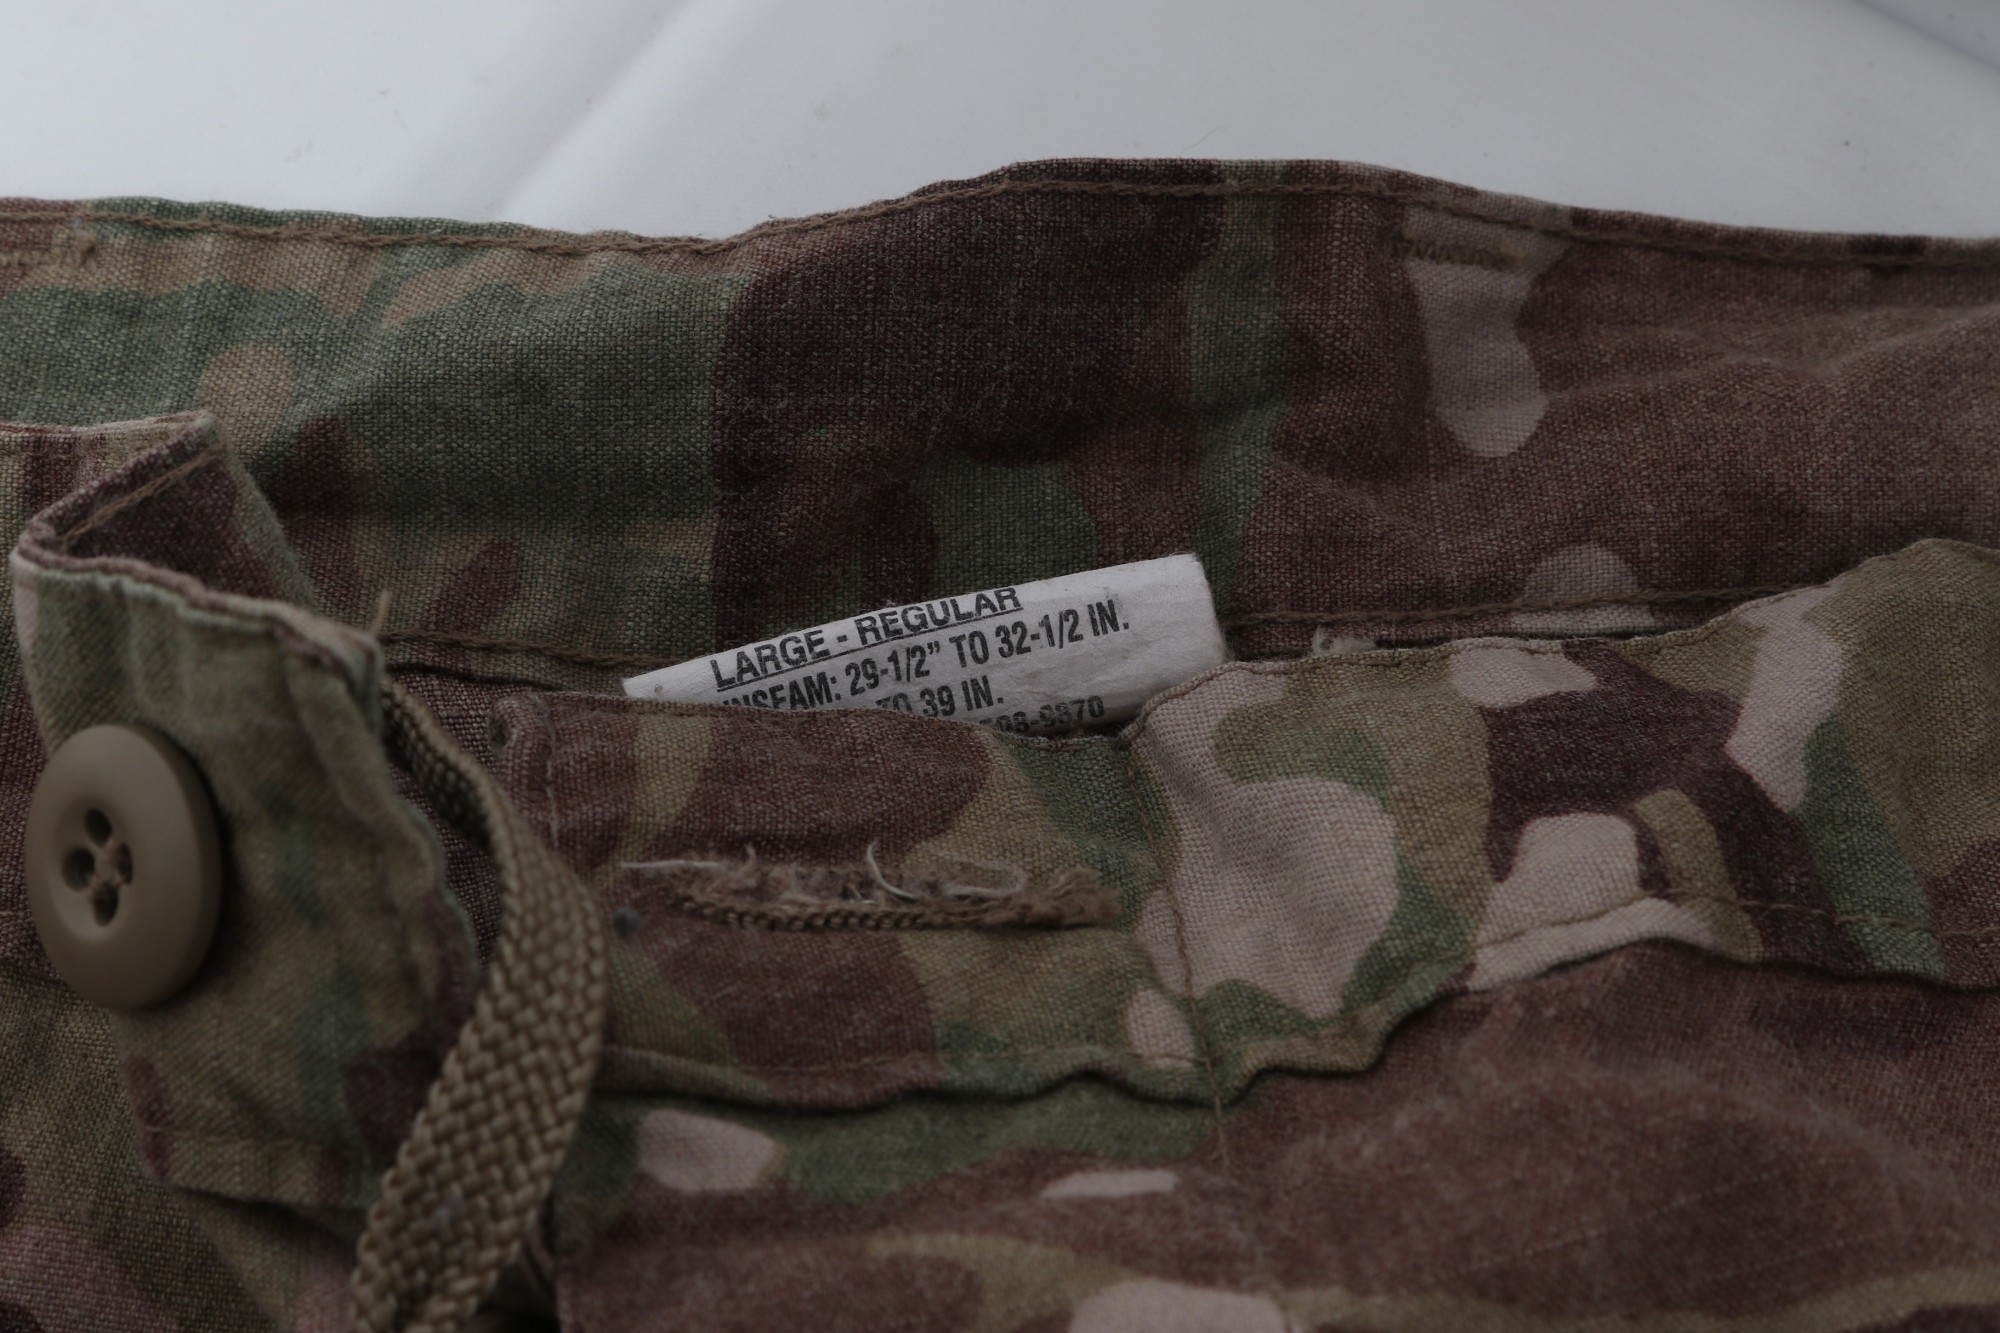 LARGE - REGULAR
INSEAM: 29-1/2” TO 32-1/2 IN.
TO 39 IN.